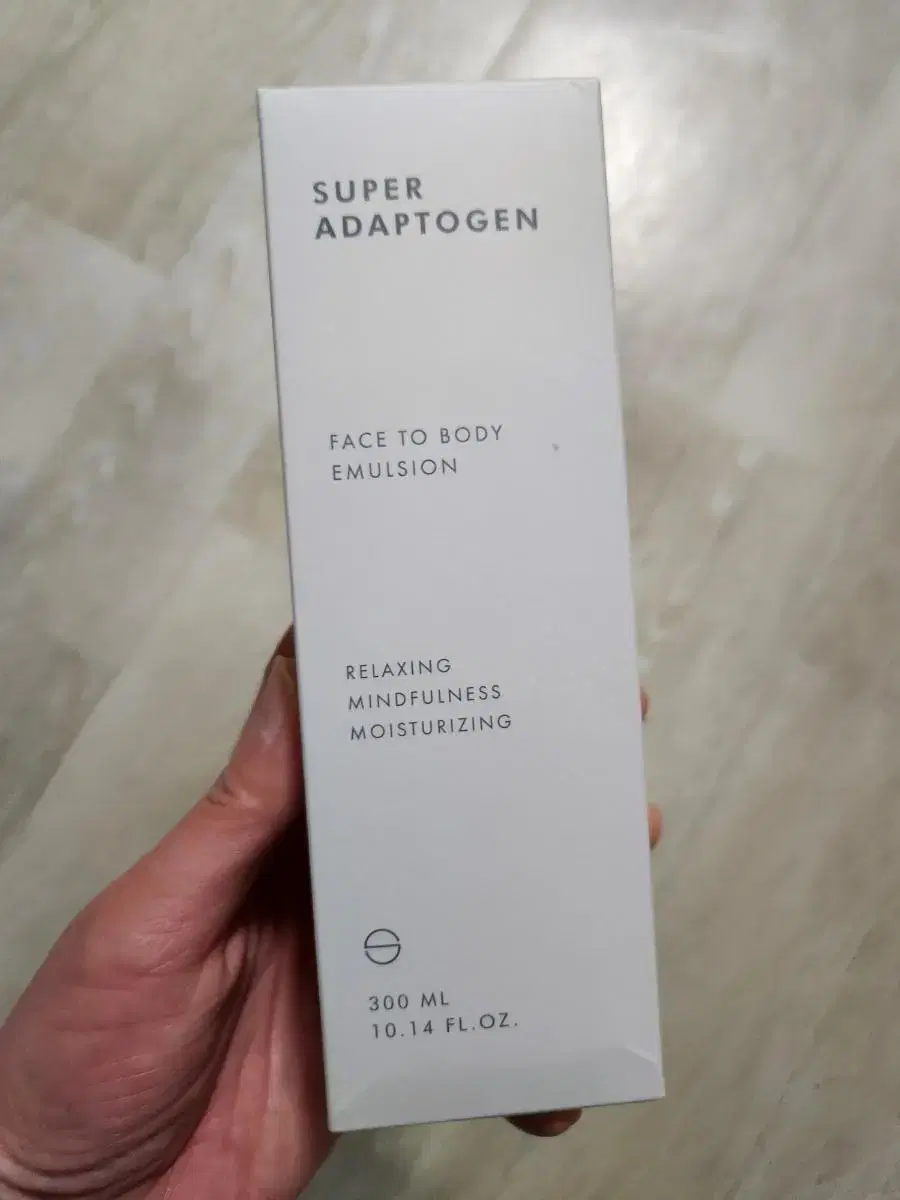 SUPER
ADAPTOGEN
FACE TO BODY
EMULSION
RELAXING
MINDFULNESS
MOISTURIZING
300 ML
10.14 FL.OZ.